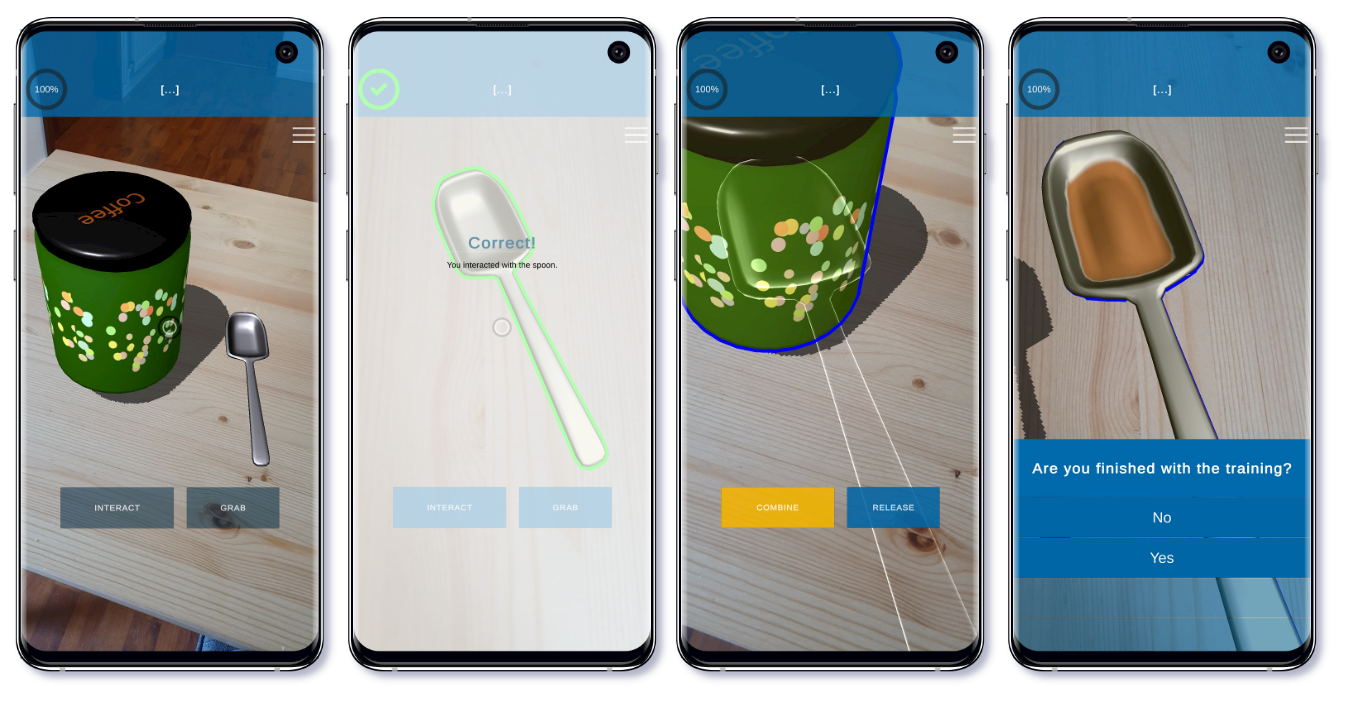 100%
[...]
Coffee
INTERACT
GRAB
[...]
Correct!
You interacted with the spoon.
INTERACT
GRAB
Coffee
100%
[...]
COMBINE
RELEASE
100%
[...]
Are you finished with the training?
No
Yes